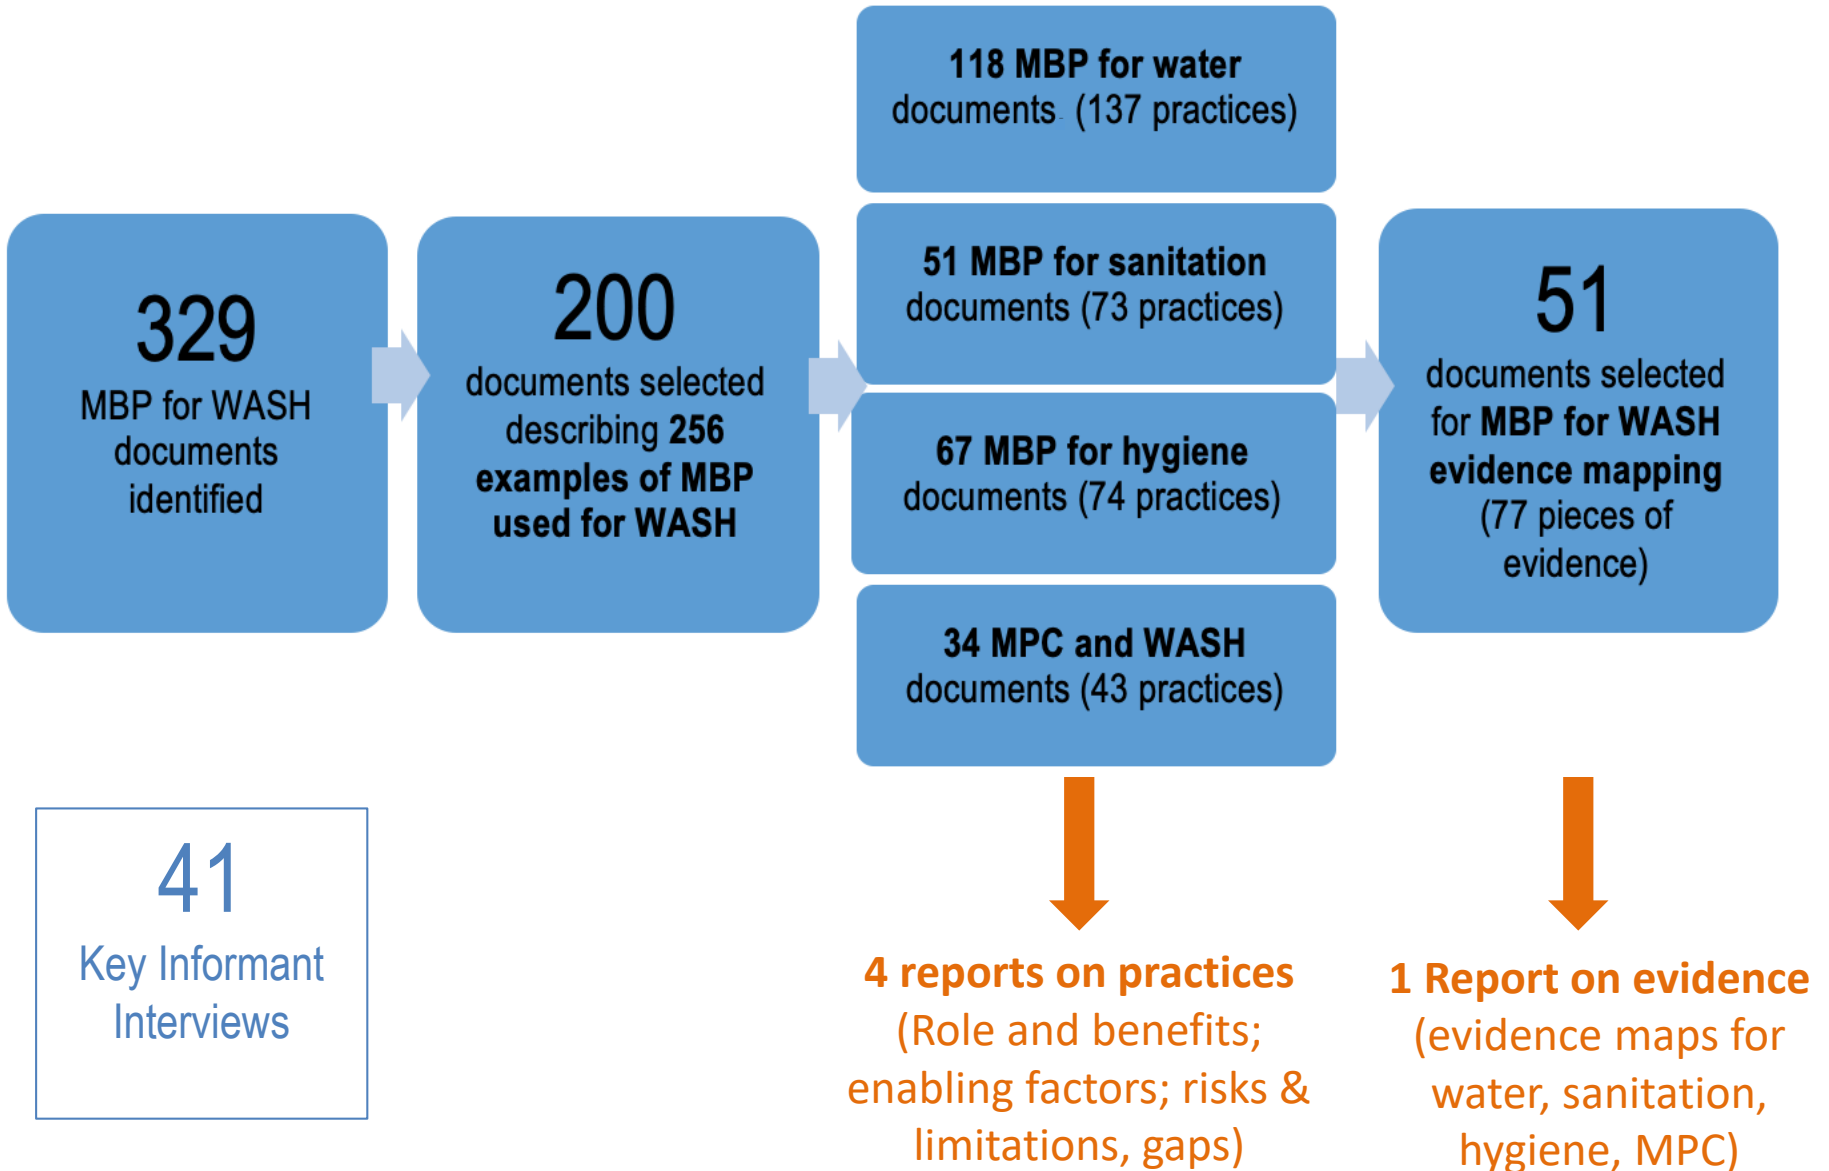 329
MBP for WASH
documents
identified
200
documents selected
describing 256
examples of MBP
used for WASH
118 MBP for water
documents (137 practices)
51 MBP for sanitation
documents (73 practices)
67 MBP for hygiene
documents (74 practices)
34 MPC and WASH
documents (43 practices)
51
documents selected
for MBP for WASH
evidence mapping
(77 pieces of
evidence)
41
Key Informant
Interviews
4 reports on practices
(Role and benefits;
enabling factors; risks &
limitations, gaps)
1 Report on evidence
(evidence maps for
water, sanitation,
hygiene, MPC)